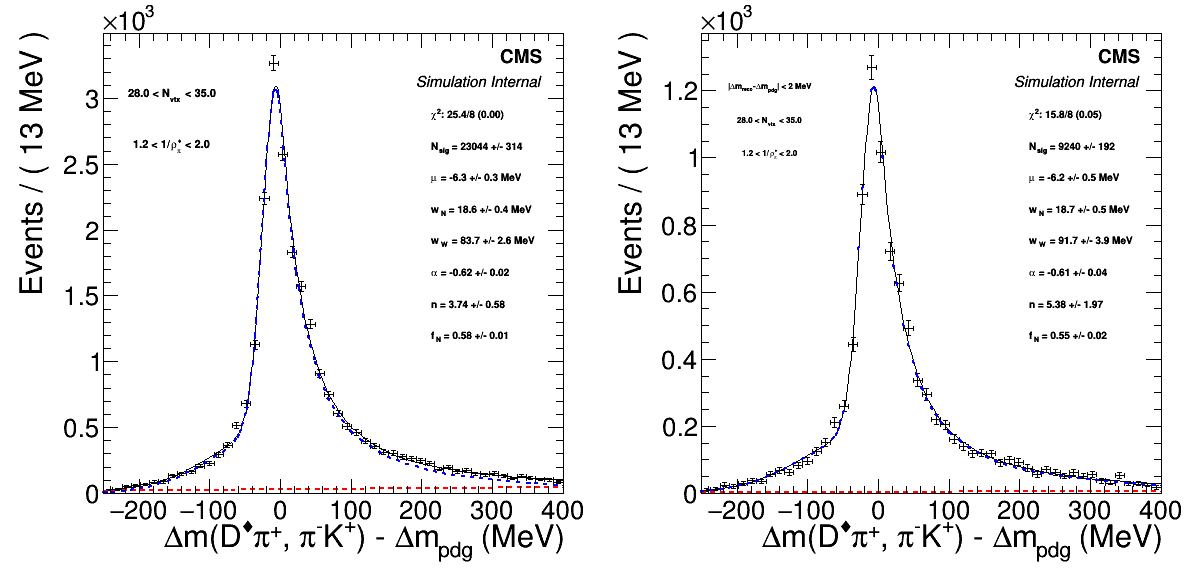 ×10³
Events / ( 13 MeV )
CMS
Simulation Internal
28.0 < N_vtx < 35.0
1.2 < 1/ρ_π^♦ < 2.0
χ²: 25.4/8 (0.00)
N_sig = 23044 +/- 314
μ = -6.3 +/- 0.3 MeV
w_N = 18.6 +/- 0.4 MeV
w_W = 83.7 +/- 2.6 MeV
α = -0.62 +/- 0.02
n = 3.74 +/- 0.58
f_N = 0.58 +/- 0.01
3
2.5
2
1.5
1
0.5
0
−200 −100 0 100 200 300 400
Δm(D^♦π⁺, π⁻K⁺) - Δm_pdg (MeV)
×10³
Events / ( 13 MeV )
CMS
Simulation Internal
|Δm_reco-Δm_pdg| < 2 MeV
28.0 < N_vtx < 35.0
1.2 < 1/ρ_π^♦ < 2.0
χ²: 15.8/8 (0.05)
N_sig = 9240 +/- 192
μ = -6.2 +/- 0.5 MeV
w_N = 18.7 +/- 0.5 MeV
w_W = 91.7 +/- 3.9 MeV
α = -0.61 +/- 0.04
n = 5.38 +/- 1.97
f_N = 0.55 +/- 0.02
1.2
1
0.8
0.6
0.4
0.2
0
−200 −100 0 100 200 300 400
Δm(D^♦π⁺, π⁻K⁺) - Δm_pdg (MeV)